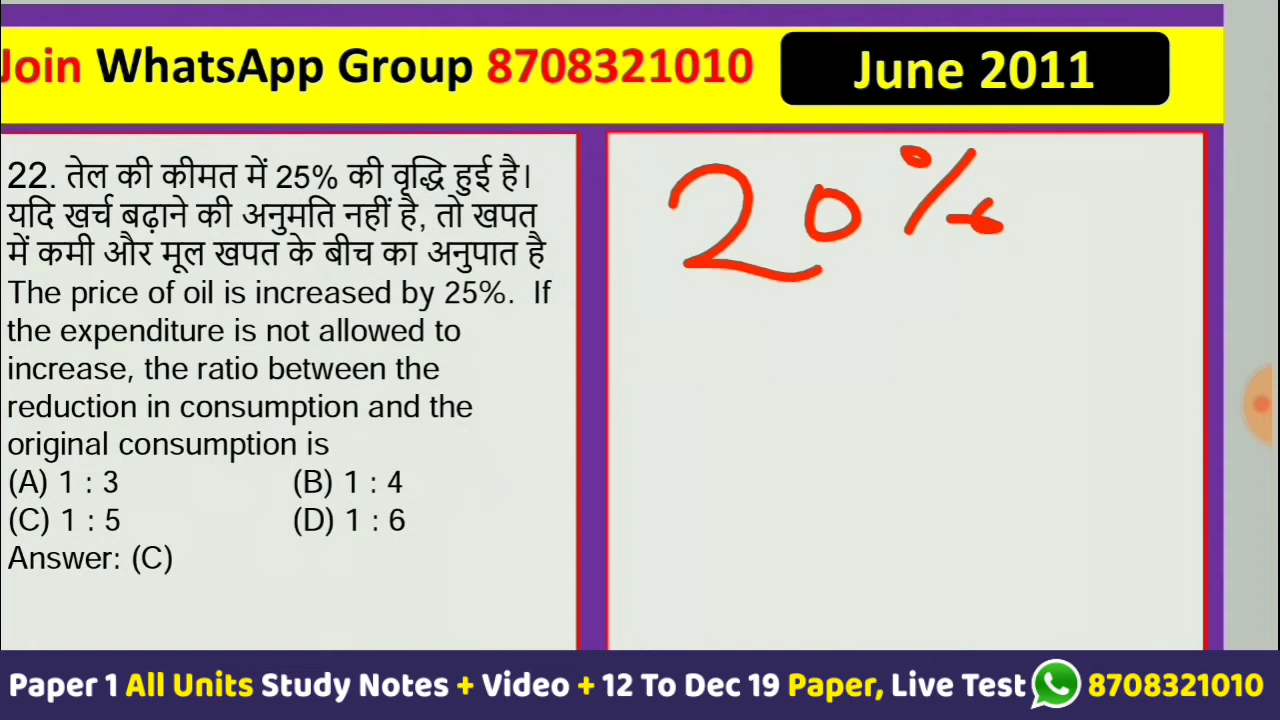 Join WhatsApp Group 8708321010
June 2011
22. तेल की कीमत में 25% की वृद्धि हुई है।
यदि खर्च बढ़ाने की अनुमति नहीं है, तो खपत
में कमी और मूल खपत के बीच का अनुपात है
The price of oil is increased by 25%. If
the expenditure is not allowed to
increase, the ratio between the
reduction in consumption and the
original consumption is
(A) 1 : 3 (B) 1 : 4
(C) 1 : 5 (D) 1 : 6
Answer: (C)
20%
Paper 1 All Units Study Notes + Video + 12 To Dec 19 Paper, Live Test 8708321010